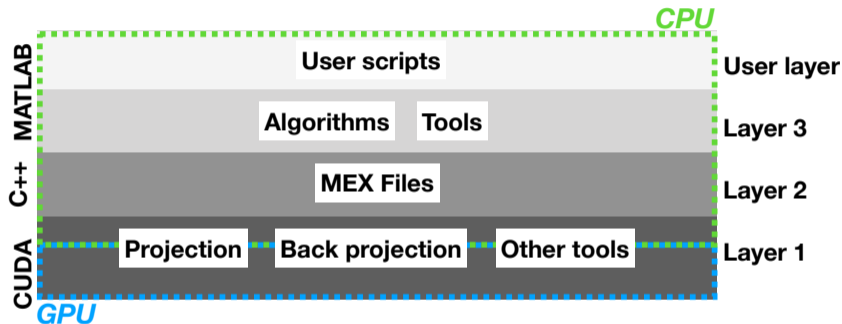 CPU
MATLAB
User scripts
User layer
Algorithms
Tools
Layer 3
C++
MEX Files
Layer 2
CUDA
Projection
Back projection
Other tools
Layer 1
GPU